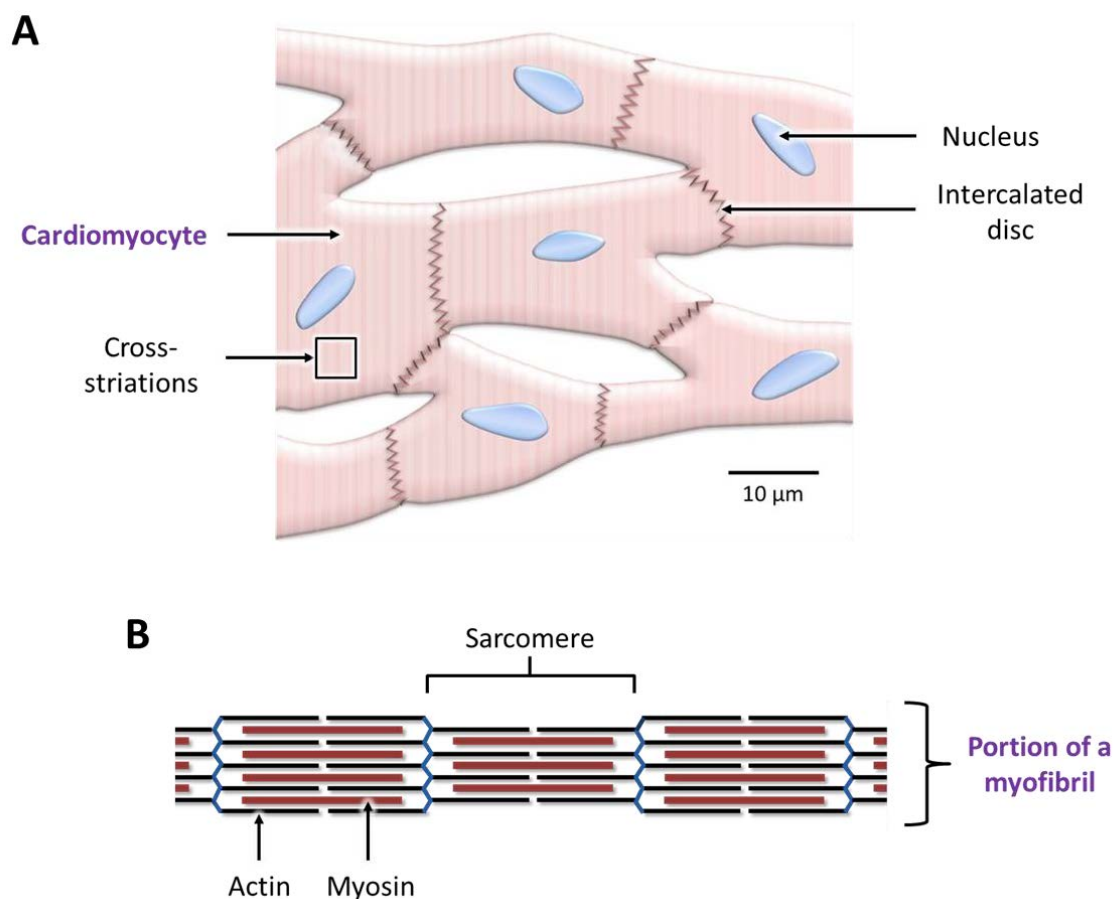 A
Nucleus
Intercalated
disc
Cardiomyocyte
Cross-
striations
10 µm
B
Sarcomere
Portion of a
myofibril
Actin
Myosin